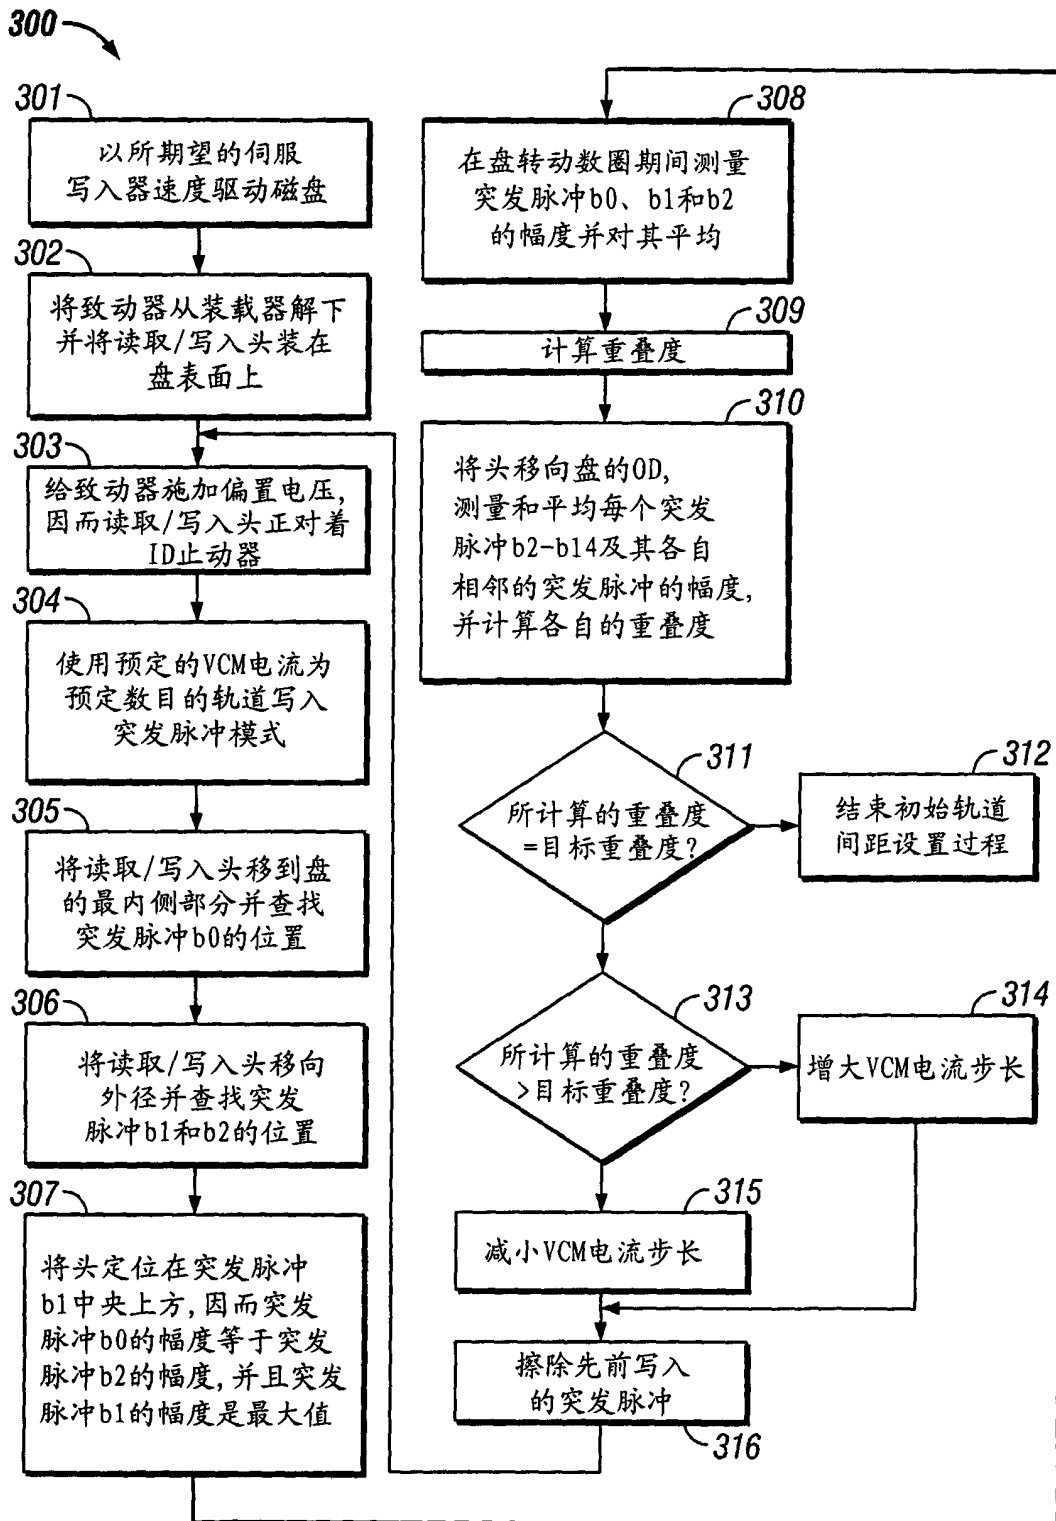 300
301
以所期望的伺服
写入器速度驱动磁盘
302
将致动器从装载器解下
并将读取/写入头装在
盘表面上
303
给致动器施加偏置电压,
因而读取/写入头正对着
ID止动器
304
使用预定的VCM电流为
预定数目的轨道写入
突发脉冲模式
305
将读取/写入头移到盘
的最内侧部分并查找
突发脉冲b0的位置
306
将读取/写入头移向
外径并查找突发
脉冲b1和b2的位置
307
将头定位在突发脉冲
b1中央上方,因而突发
脉冲b0的幅度等于突发
脉冲b2的幅度,并且突发
脉冲b1的幅度是最大值
308
在盘转动数圈期间测量
突发脉冲b0、b1和b2
的幅度并对其平均
309
计算重叠度
310
将头移向盘的OD,
测量和平均每个突发
脉冲b2-b14及其各自
相邻的突发脉冲的幅度,
并计算各自的重叠度
311
所计算的重叠度
=目标重叠度?
312
结束初始轨道
间距设置过程
313
所计算的重叠度
>目标重叠度?
314
增大VCM电流步长
315
减小VCM电流步长
擦除先前写入
的突发脉冲
316